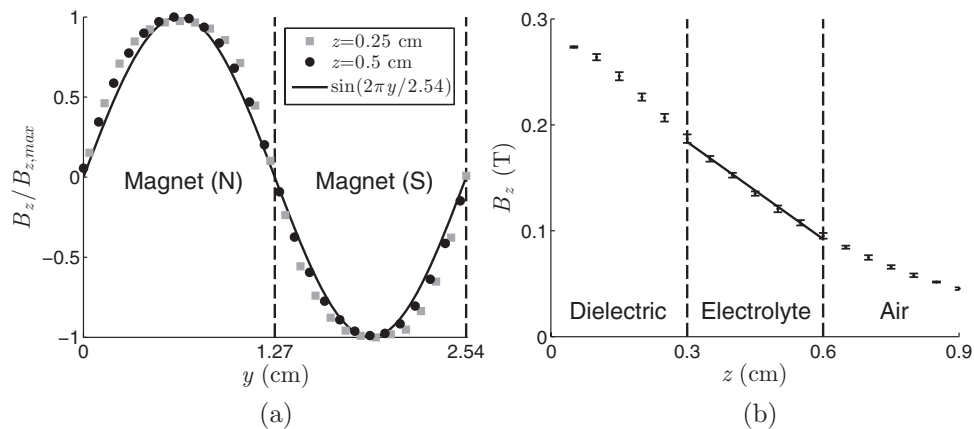 1
0.5
0
−0.5
−1
B_z/B_{z,max}
z=0.25 cm
z=0.5 cm
sin(2πy/2.54)
Magnet (N)
Magnet (S)
0
1.27
2.54
y (cm)
(a)
0.3
0.2
0.1
0
B_z (T)
Dielectric
Electrolyte
Air
0
0.3
0.6
0.9
z (cm)
(b)